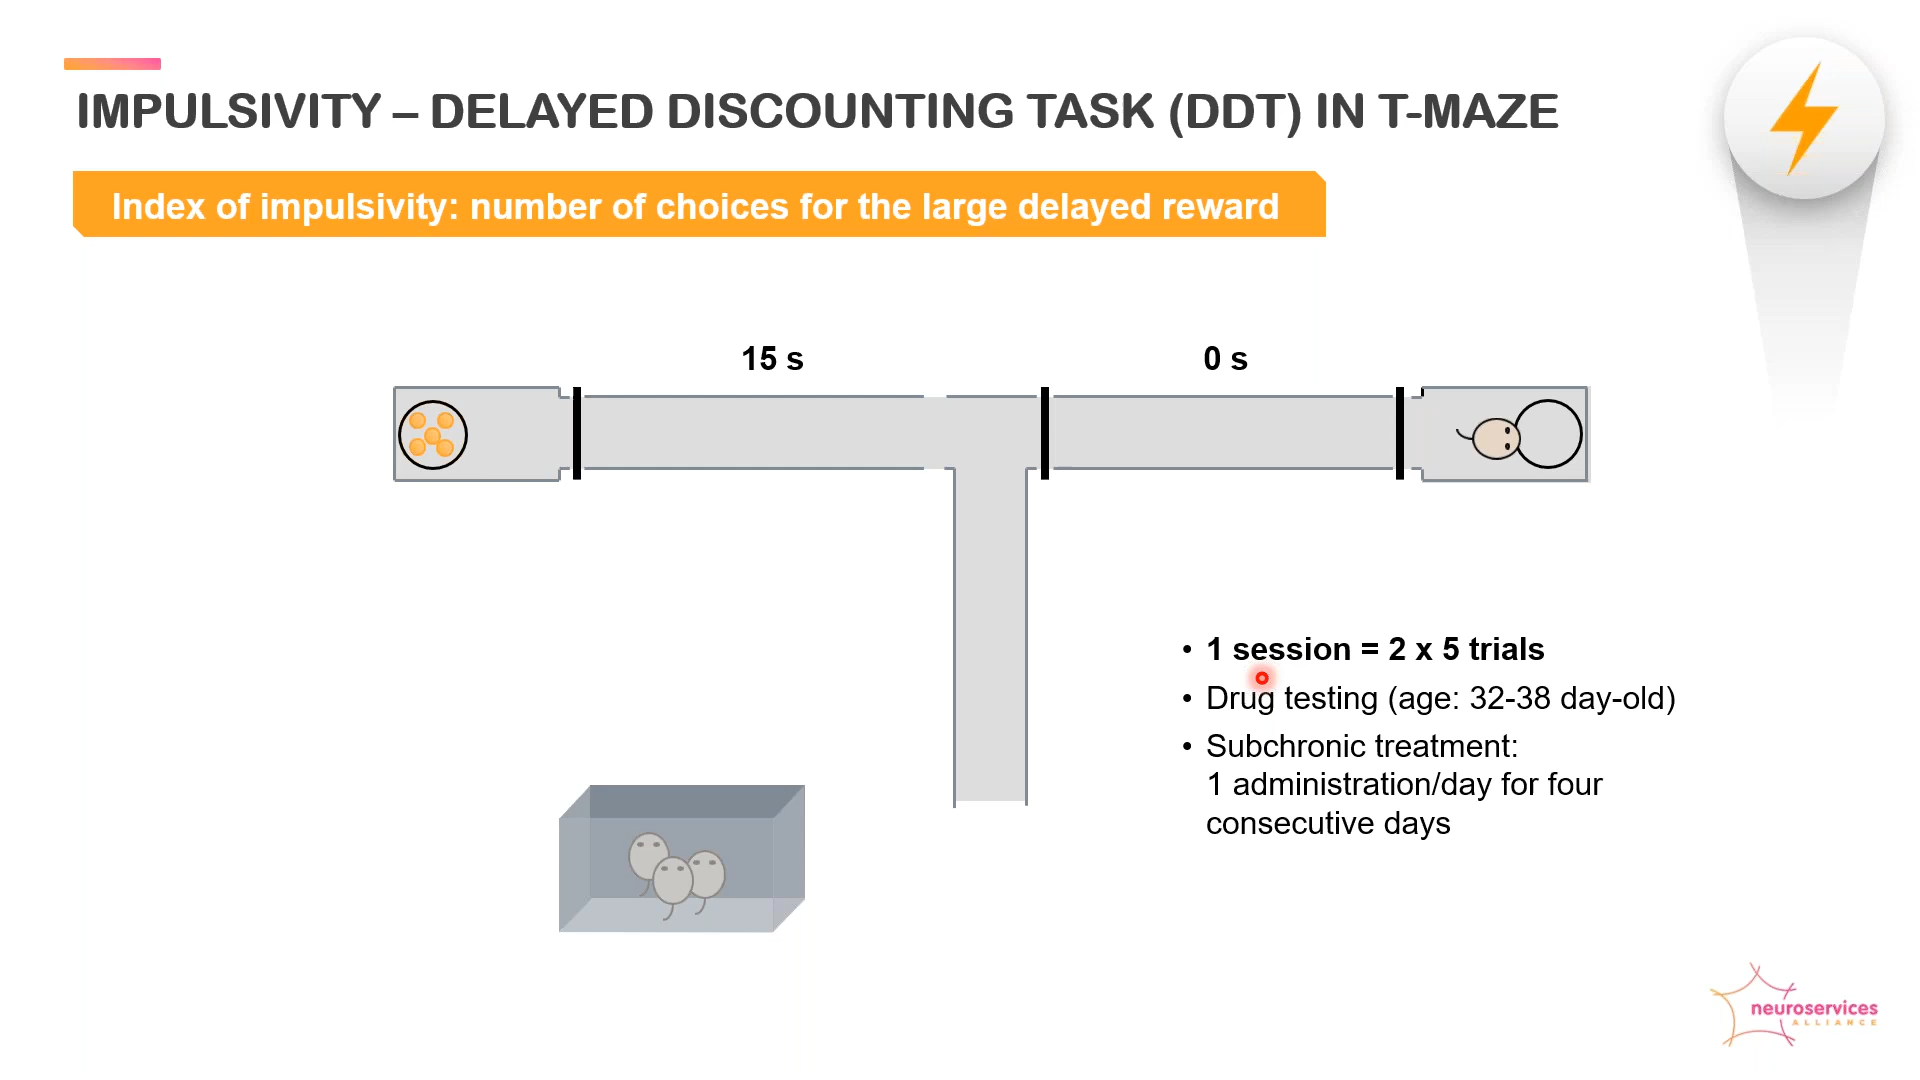 IMPULSIVITY – DELAYED DISCOUNTING TASK (DDT) IN T-MAZE
Index of impulsivity: number of choices for the large delayed reward
15 s
0 s
• 1 session = 2 x 5 trials
• Drug testing (age: 32-38 day-old)
• Subchronic treatment:
1 administration/day for four
consecutive days
neuroservices
ALLIANCE